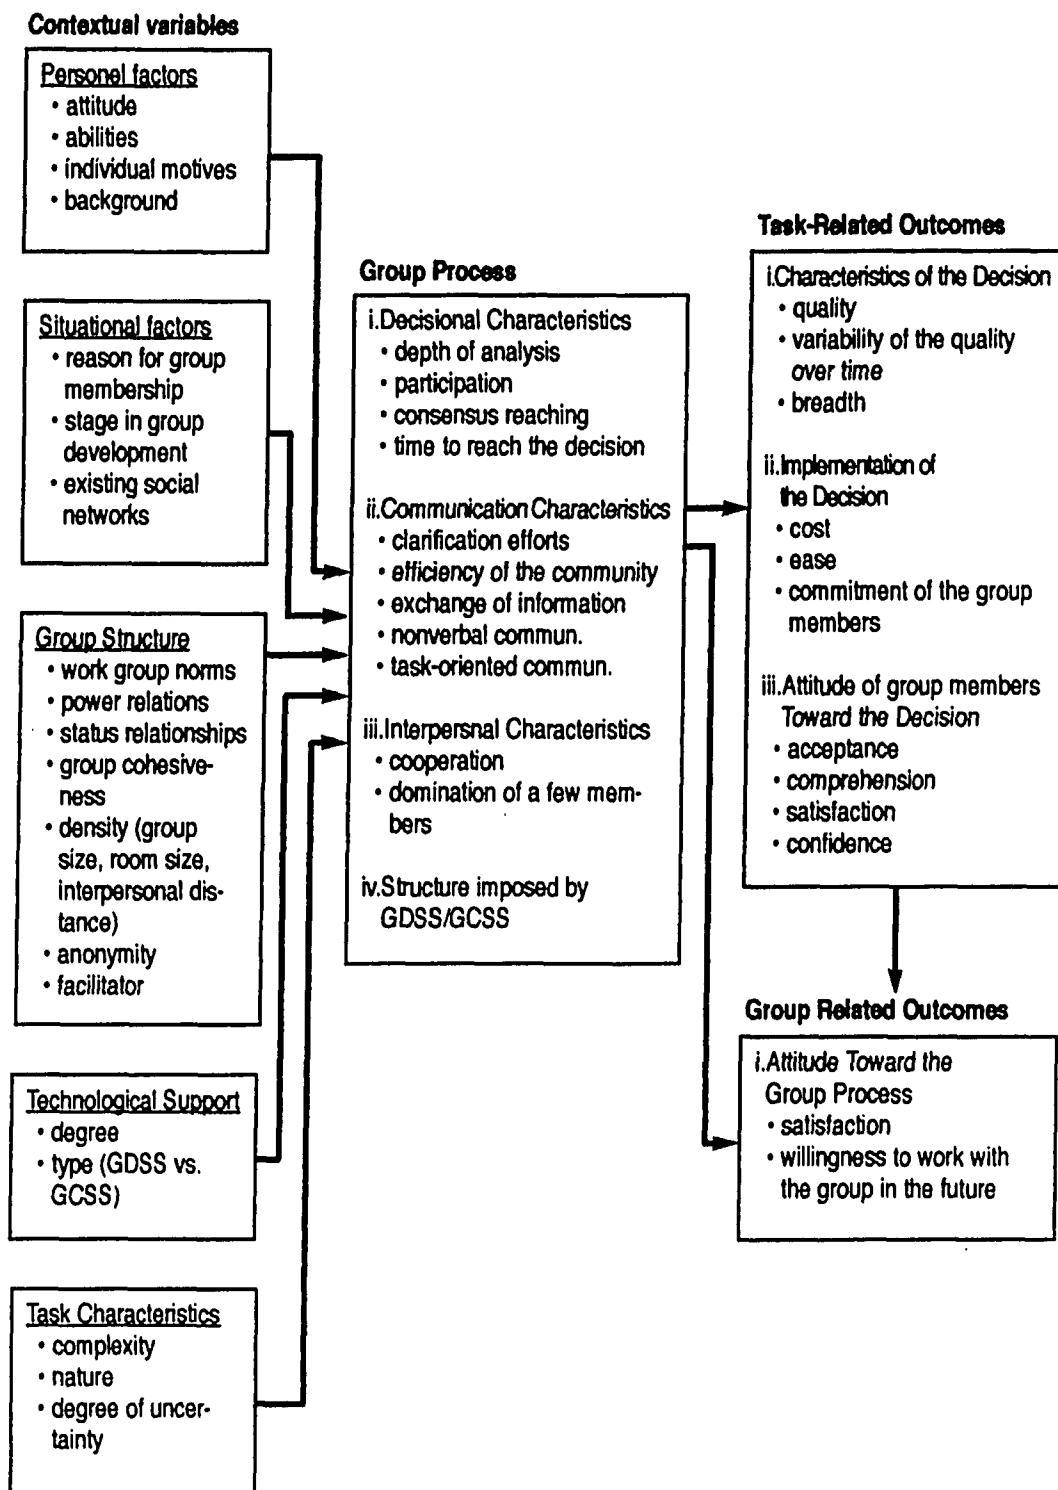 Contextual variables
Personel factors
• attitude
• abilities
• individual motives
• background
Situational factors
• reason for group
membership
• stage in group
development
• existing social
networks
Group Structure
• work group norms
• power relations
• status relationships
• group cohesive-
ness
• density (group
size, room size,
interpersonal dis-
tance)
• anonymity
• facilitator
Technological Support
• degree
• type (GDSS vs.
GCSS)
Task Characteristics
• complexity
• nature
• degree of uncer-
tainty
Group Process
i.Decisional Characteristics
• depth of analysis
• participation
• consensus reaching
• time to reach the decision
ii.Communication Characteristics
• clarification efforts
• efficiency of the community
• exchange of information
• nonverbal commun.
• task-oriented commun.
iii.Interpersnal Characteristics
• cooperation
• domination of a few mem-
bers
iv.Structure imposed by
GDSS/GCSS
Task-Related Outcomes
i.Characteristics of the Decision
• quality
• variability of the quality
over time
• breadth
ii.Implementation of
the Decision
• cost
• ease
• commitment of the group
members
iii.Attitude of group members
Toward the Decision
• acceptance
• comprehension
• satisfaction
• confidence
Group Related Outcomes
i.Attitude Toward the
Group Process
• satisfaction
• willingness to work with
the group in the future